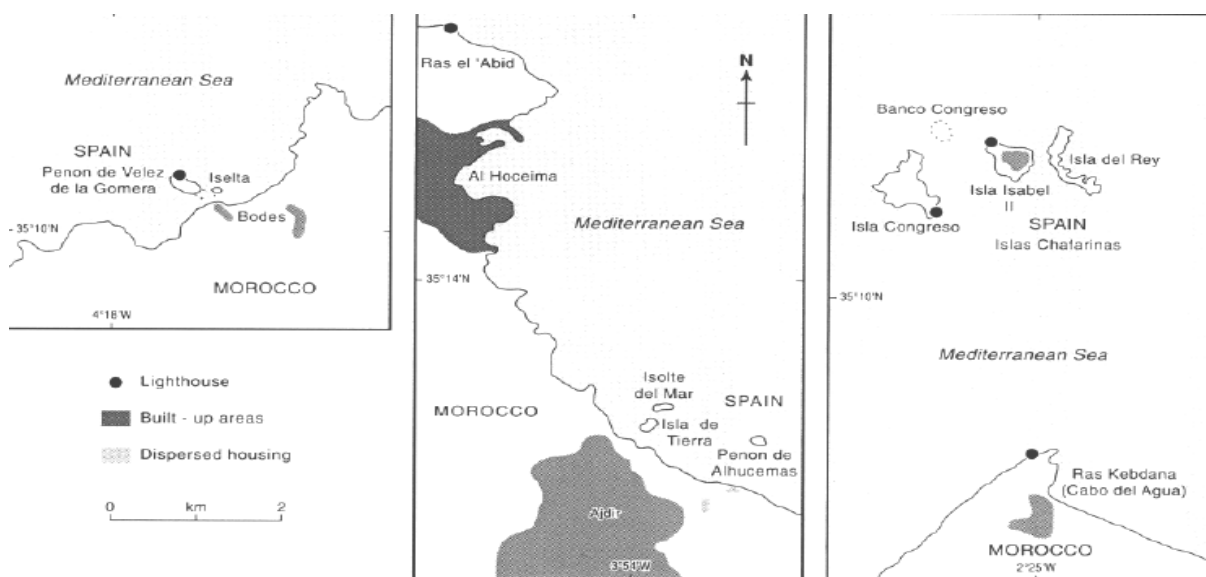 Mediterranean Sea
SPAIN
Penon de Velez
de la Gomera
Iselta
Bodes
35°10'N
MOROCCO
4°18'W
Lighthouse
Built - up areas
Dispersed housing
0 km 2
Ras el 'Abid
N
Al Hoceima
Mediterranean Sea
35°14'N
Isolte
del Mar
SPAIN
MOROCCO
Isla de
Tierra
Penon de
Alhucemas
Ajdir
3°54'W
Banco Congreso
Isla del Rey
Isla Isabel
II
Isla Congreso
SPAIN
Islas Chafarinas
35°10'N
Mediterranean Sea
Ras Kebdana
(Cabo del Agua)
MOROCCO
2°25'W